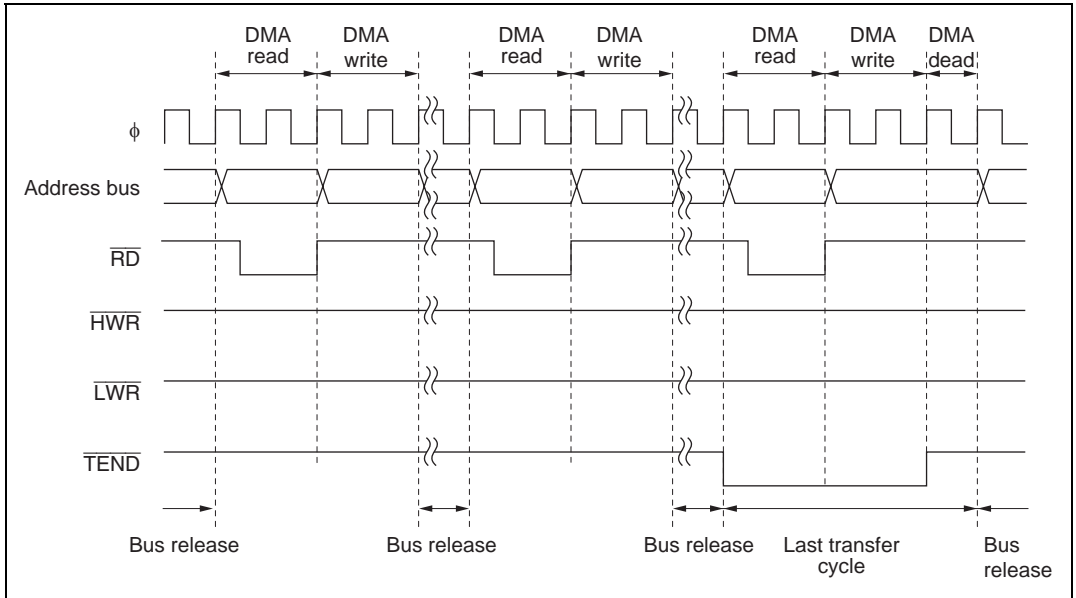 DMA read
DMA write
DMA read
DMA write
DMA read
DMA write
DMA dead
ϕ
Address bus
RD
HWR
LWR
TEND
Bus release
Bus release
Bus release
Last transfer cycle
Bus release